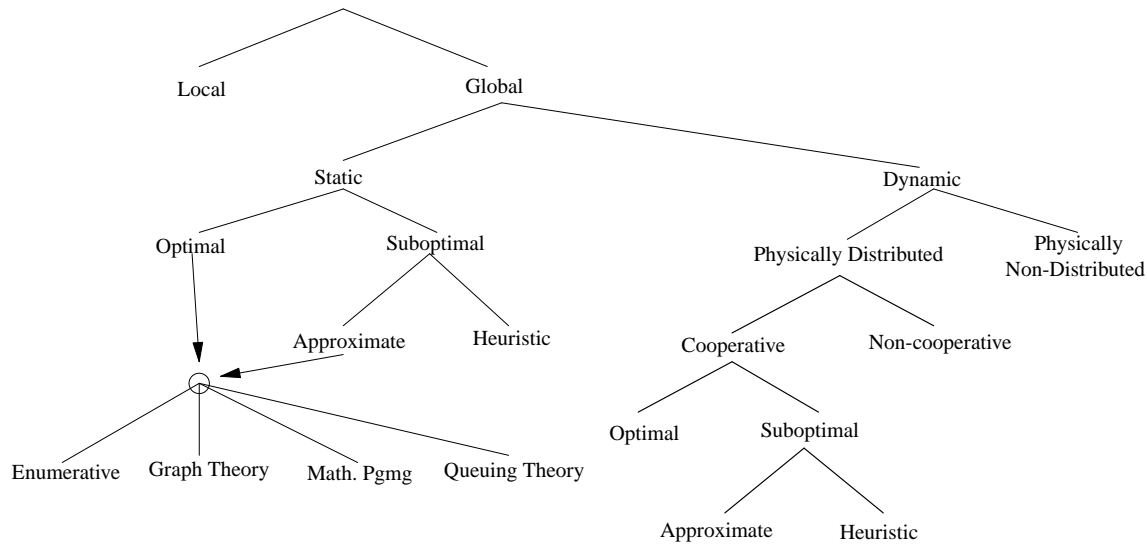 Local
Global
Static
Dynamic
Optimal
Suboptimal
Physically Distributed
Physically
Non-Distributed
Approximate
Heuristic
Cooperative
Non-cooperative
Optimal
Suboptimal
Enumerative
Graph Theory
Math. Pgmg
Queuing Theory
Approximate
Heuristic